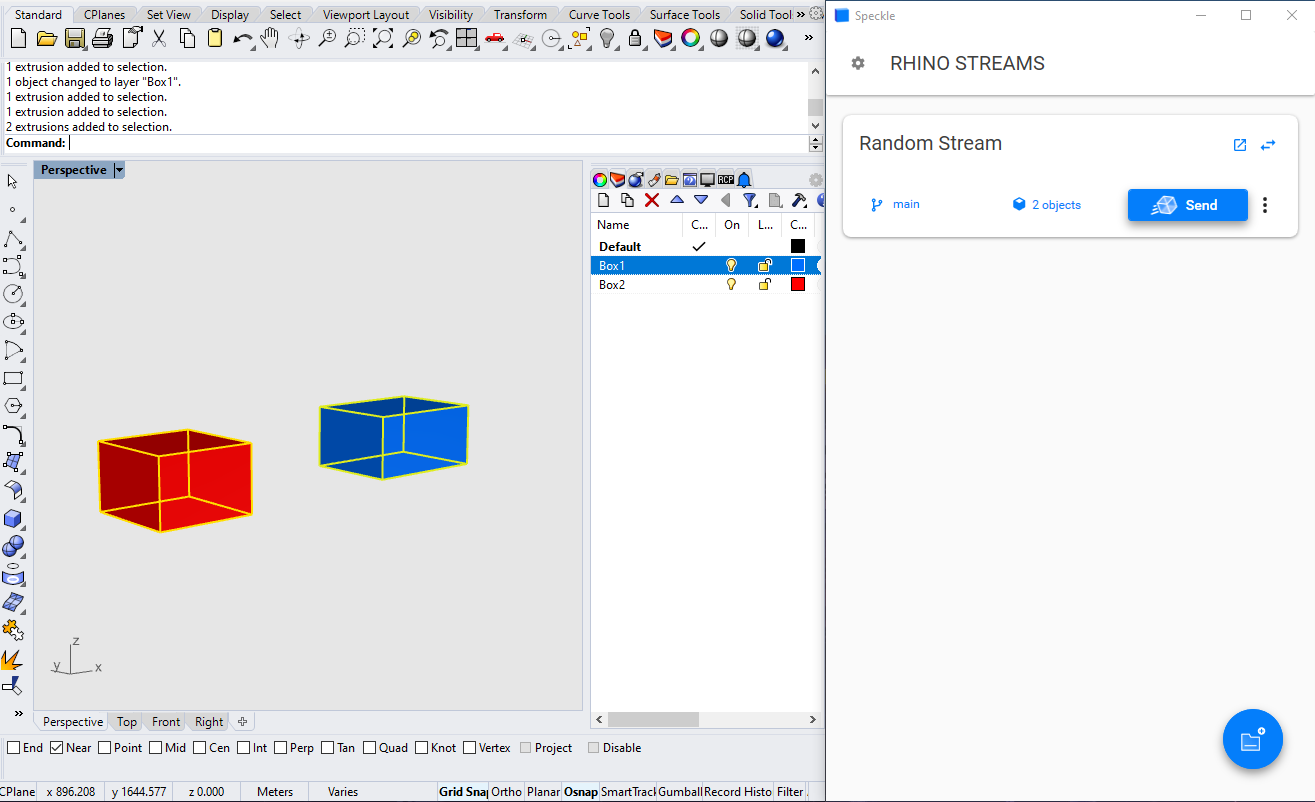 Standard CPlanes Set View Display Select Viewport Layout Visibility Transform Curve Tools Surface Tools Solid Tool »
»
1 extrusion added to selection.
1 object changed to layer "Box1".
1 extrusion added to selection.
1 extrusion added to selection.
2 extrusions added to selection.
Command:
Perspective
z
y
x
»
Perspective Top Front Right
RCP
Name C... On L... C...
Default
Box1
Box2
End Near Point Mid Cen Int Perp Tan Quad Knot Vertex Project Disable
CPlane x 896.208 y 1644.577 z 0.000 Meters Varies Grid Snap Ortho Planar Osnap SmartTrack Gumball Record Histo Filter
Speckle
RHINO STREAMS
Random Stream
main 2 objects Send